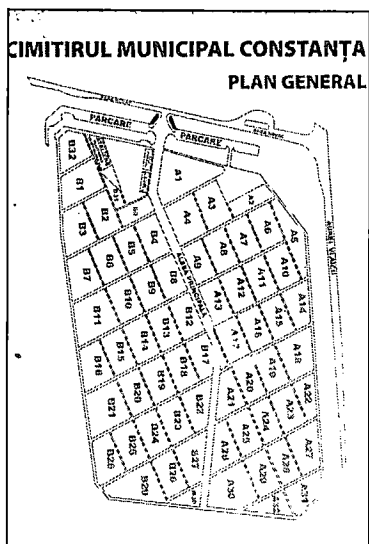 CIMITIRUL MUNICIPAL CONSTANȚA
PLAN GENERAL
PARCARE
PARCARE
ALEEA PRINCIPALA
B32
B1
B2
B3
B4
B5
B6
B7
B8
B9
B10
B11
B12
B13
B14
B15
B16
B17
B18
B19
B20
B21
B22
B23
B24
B25
B26
B27
B28
B29
A1
A2
A3
A4
A5
A6
A7
A8
A9
A10
A11
A12
A13
A14
A15
A16
A17
A18
A19
A20
A21
A22
A23
A24
A25
A26
A27
A28
A29
A30
A31